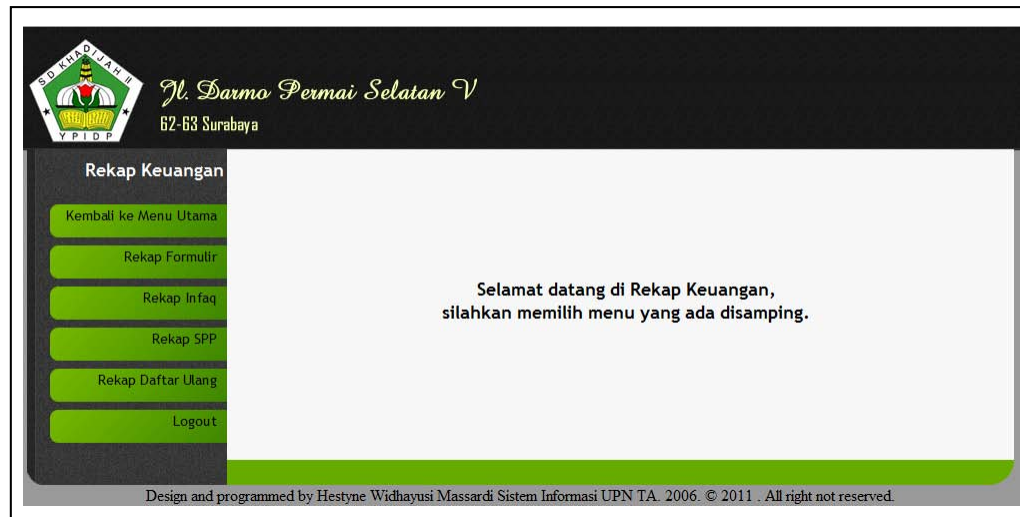 SD KHADIJAH II
YPIDP
Jl. Darmo Permai Selatan V
62-63 Surabaya
Rekap Keuangan
Kembali ke Menu Utama
Rekap Formulir
Rekap Infaq
Rekap SPP
Rekap Daftar Ulang
Logout
Selamat datang di Rekap Keuangan,
silahkan memilih menu yang ada disamping.
Design and programmed by Hestyne Widhayusi Massardi Sistem Informasi UPN TA. 2006. © 2011 . All right not reserved.